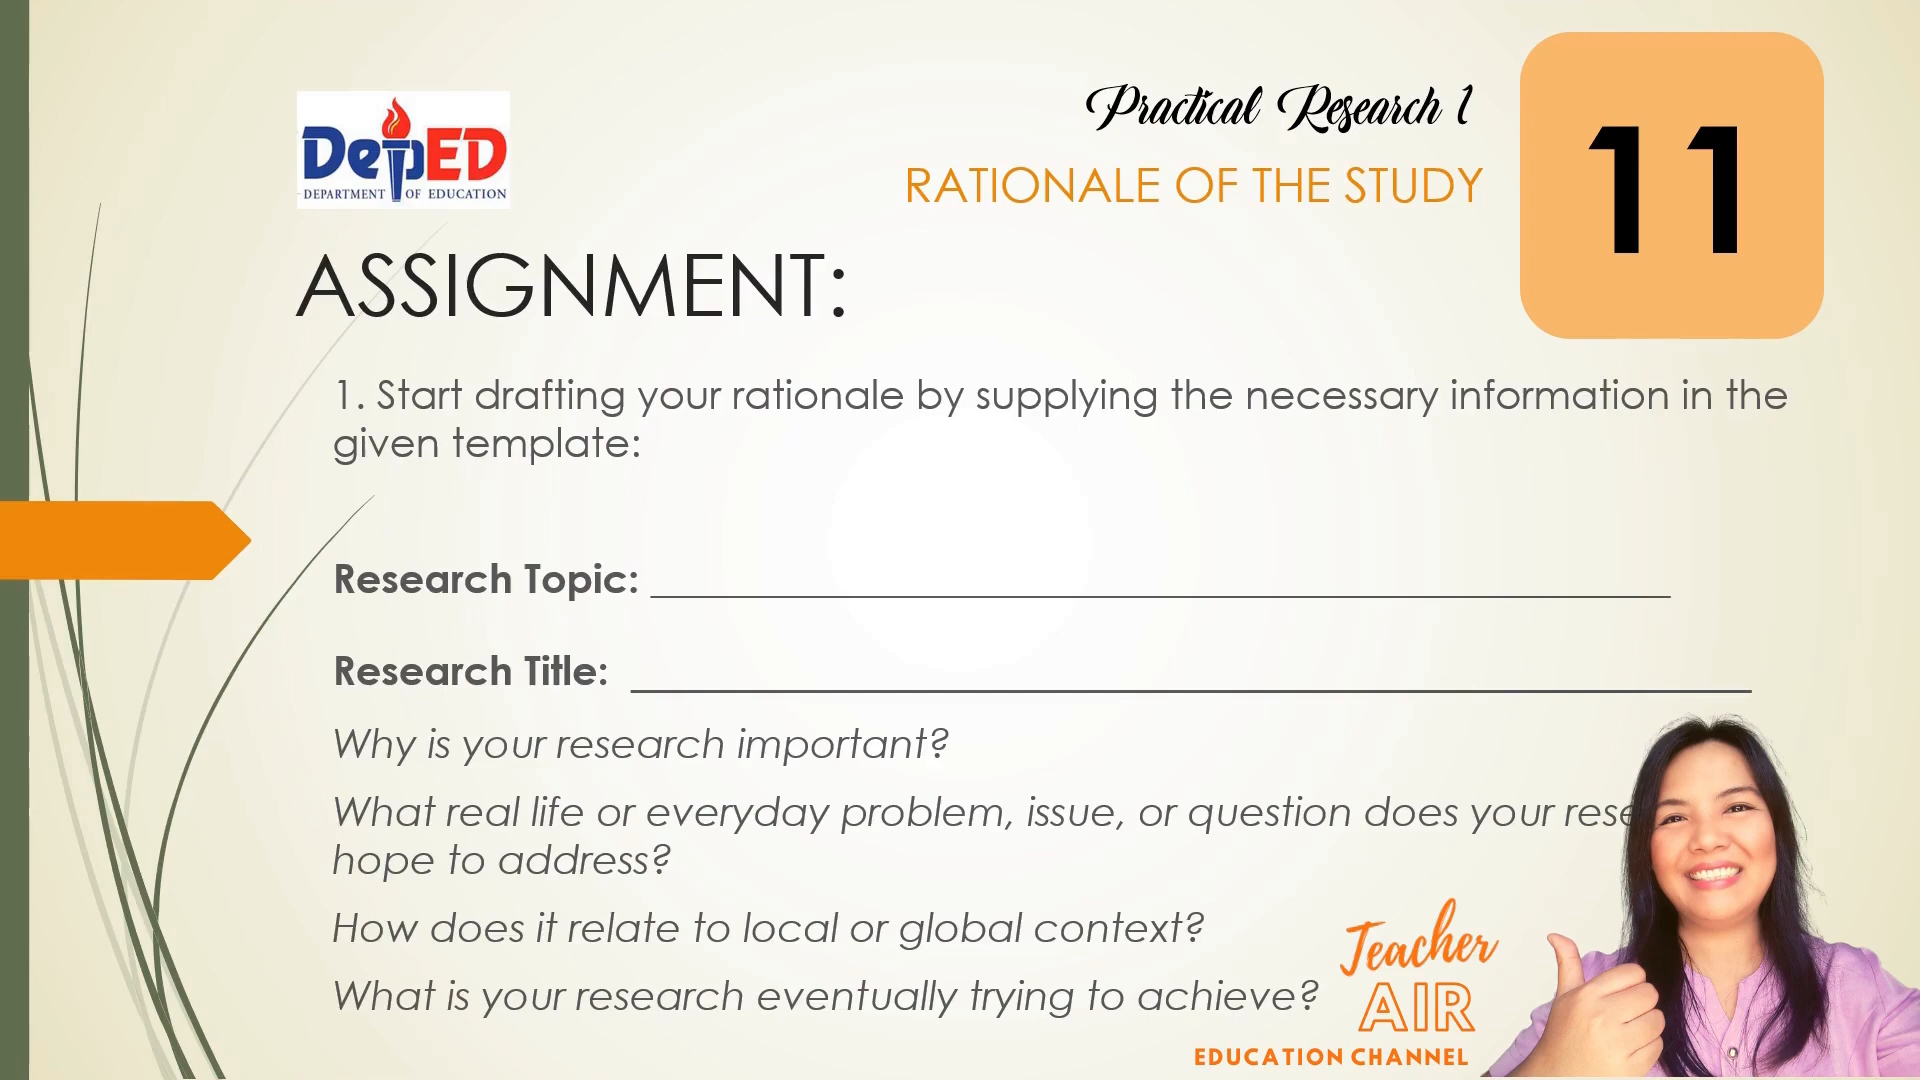 DepED
DEPARTMENT OF EDUCATION
Practical Research 1
RATIONALE OF THE STUDY
11
ASSIGNMENT:
1. Start drafting your rationale by supplying the necessary information in the
given template:
Research Topic:
Research Title:
Why is your research important?
What real life or everyday problem, issue, or question does your
hope to address?
How does it relate to local or global context?
What is your research eventually trying to achieve?
Teacher
AIR
EDUCATION CHANNEL